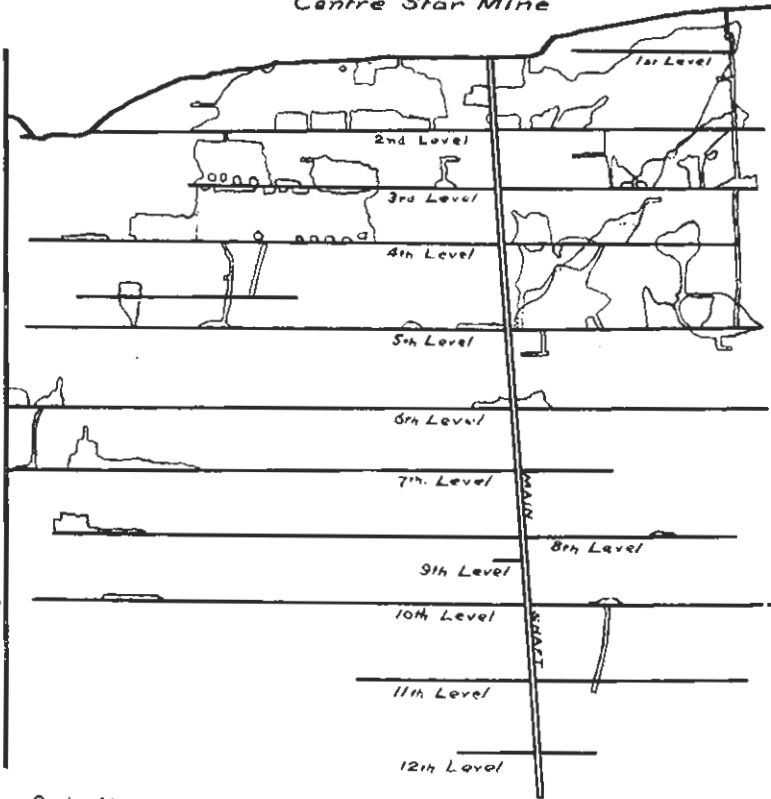 Centre Star Mine
1st Level
2nd Level
3rd Level
4th Level
5th Level
6th Level
7th. Level
MAIN
8th Level
9th Level
10th Level
SHAFT
11th Level
12th Level